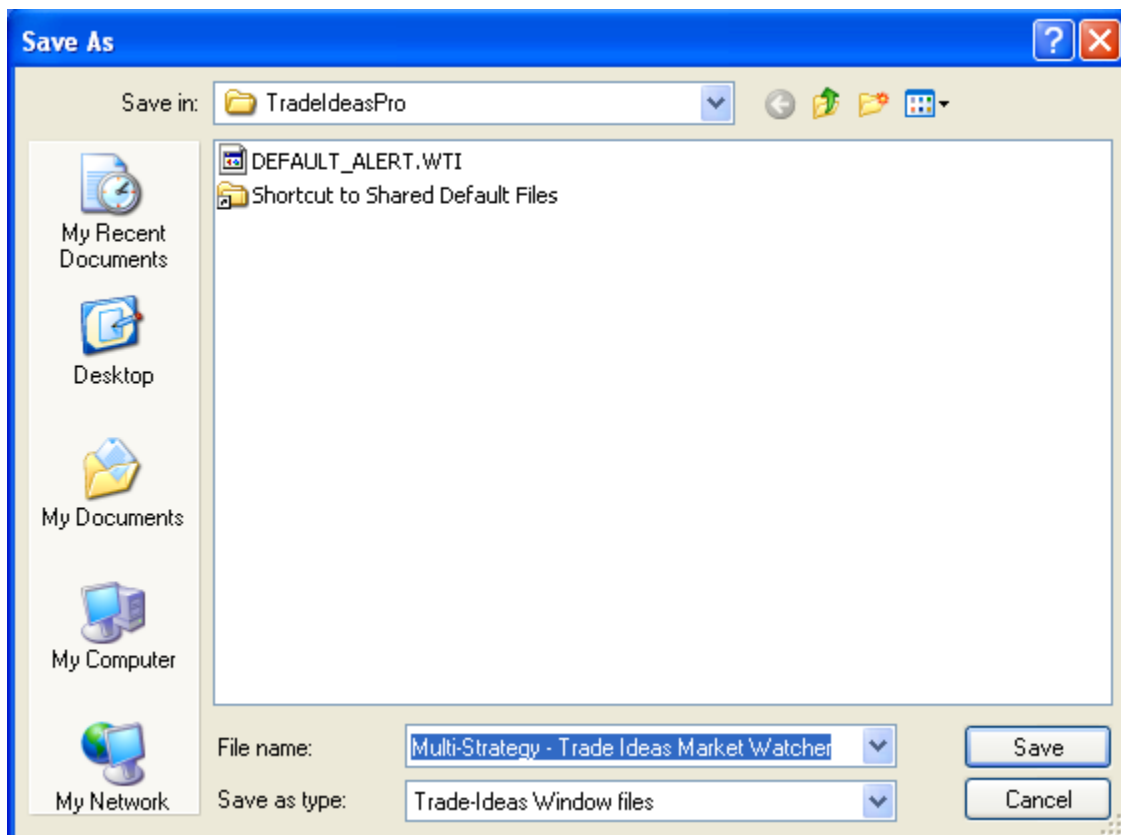 Save As
Save in:
TradeIdeasPro
DEFAULT_ALERT.WTI
Shortcut to Shared Default Files
My Recent
Documents
Desktop
My Documents
My Computer
My Network
File name:
Multi-Strategy - Trade Ideas Market Watcher
Save
Save as type:
Trade-Ideas Window files
Cancel